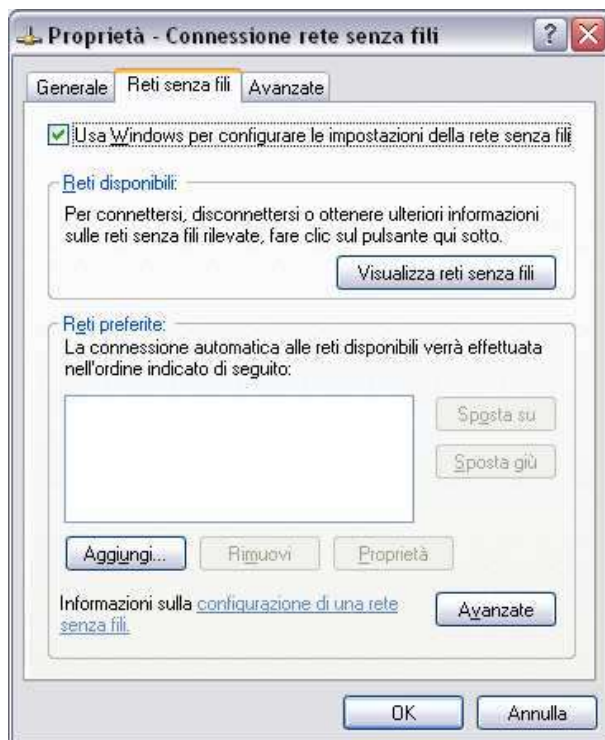 Proprietà - Connessione rete senza fili
Generale
Reti senza fili
Avanzate
Usa Windows per configurare le impostazioni della rete senza fili
Reti disponibili:
Per connettersi, disconnettersi o ottenere ulteriori informazioni
sulle reti senza fili rilevate, fare clic sul pulsante qui sotto.
Visualizza reti senza fili
Reti preferite:
La connessione automatica alle reti disponibili verrà effettuata
nell'ordine indicato di seguito:
Sposta su
Sposta giù
Aggiungi...
Rimuovi
Proprietà
Informazioni sulla configurazione di una rete
senza fili.
Avanzate
OK
Annulla